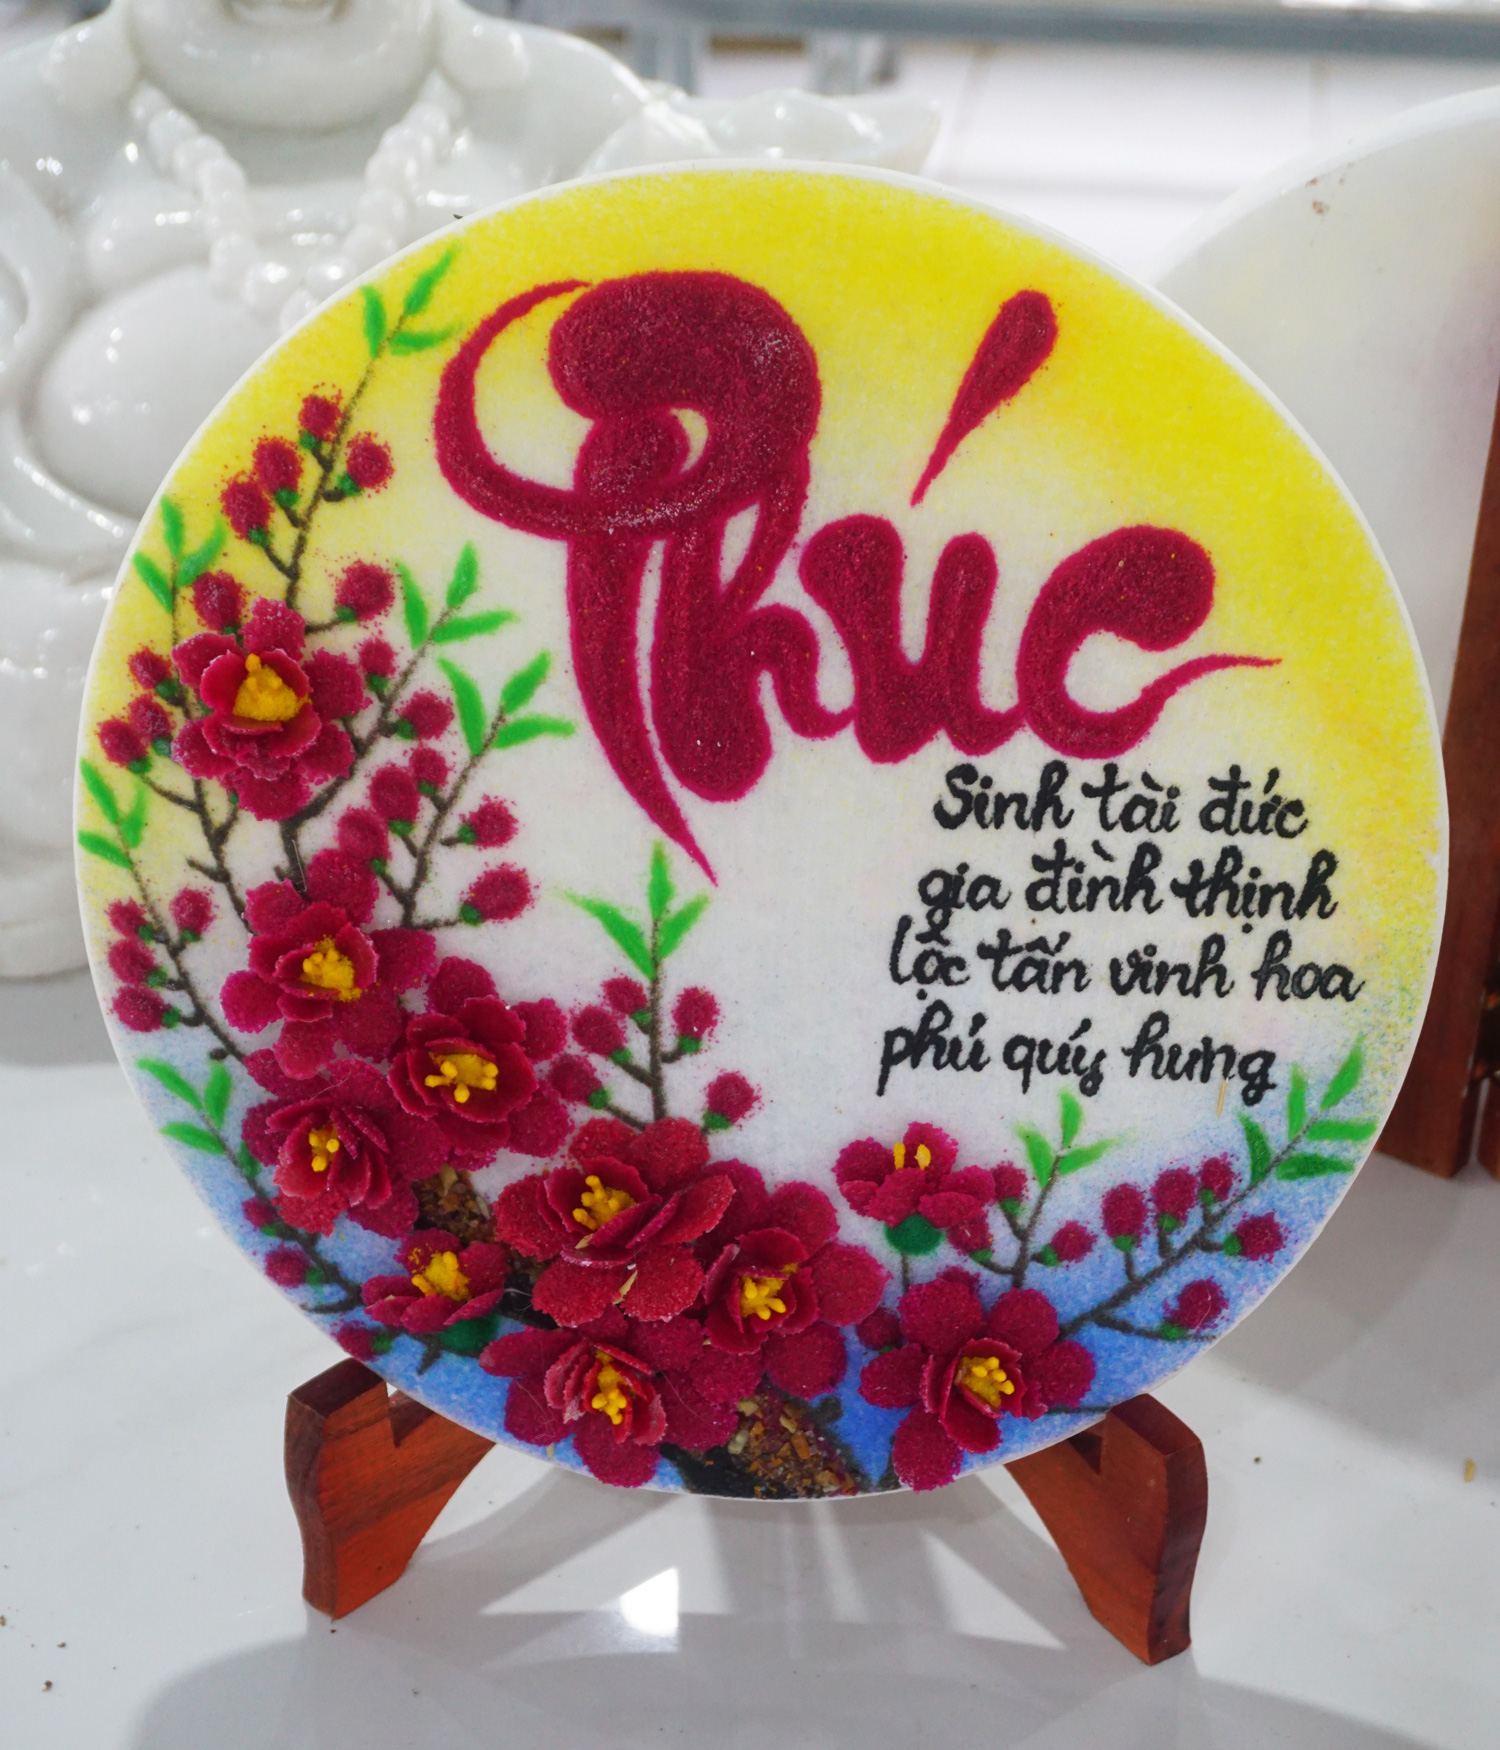 Phúc
Sinh tài đức
gia đình thịnh
lộc tấn vinh hoa
phú quý hưng